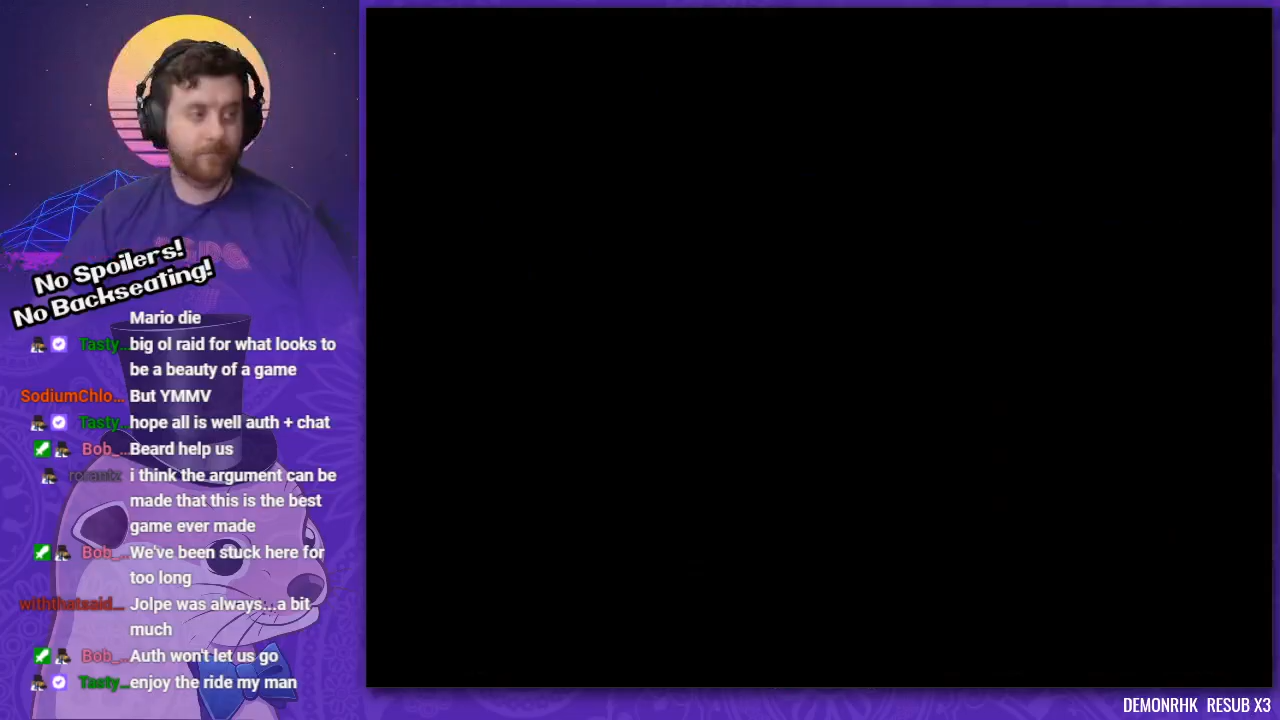 No Spoilers!
No Backseating!
Mario die
Tasty... big ol raid for what looks to
be a beauty of a game
SodiumChlo... But YMMV
Tasty... hope all is well auth + chat
Bob_... Beard help us
i think the argument can be
made that this is the best
game ever made
Bob_... We've been stuck here for
too long
withthatsaid... Jolpe was always...a bit
much
Bob_... Auth won't let us go
Tasty... enjoy the ride my man
DEMONRHK RESUB X3